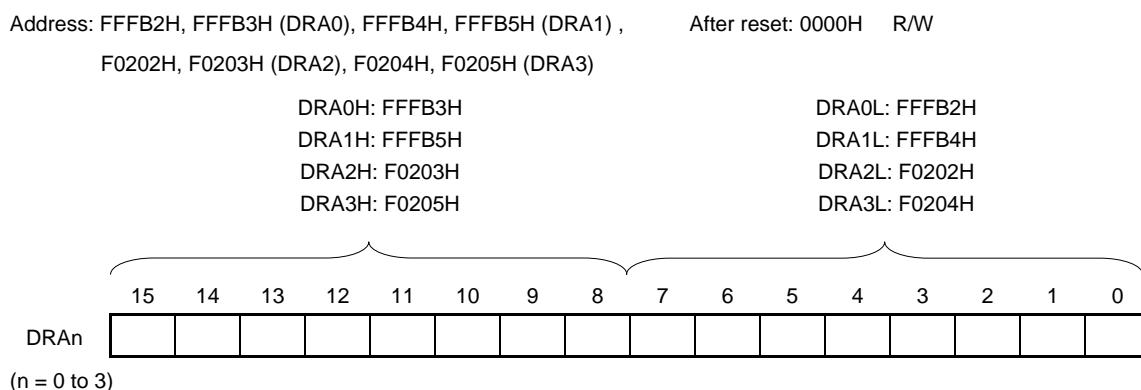 Address: FFFB2H, FFFB3H (DRA0), FFFB4H, FFFB5H (DRA1) , After reset: 0000H R/W
F0202H, F0203H (DRA2), F0204H, F0205H (DRA3)
DRA0H: FFFB3H DRA0L: FFFB2H
DRA1H: FFFB5H DRA1L: FFFB4H
DRA2H: F0203H DRA2L: F0202H
DRA3H: F0205H DRA3L: F0204H
15 14 13 12 11 10 9 8 7 6 5 4 3 2 1 0
DRAn
(n = 0 to 3)